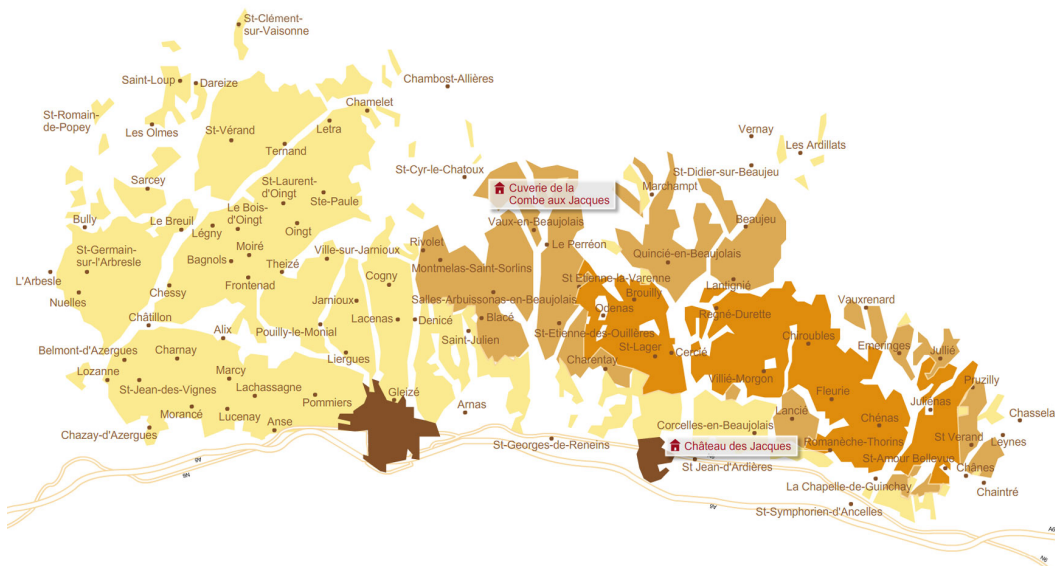 St-Clément-
sur-Vaisonne
Saint-Loup
Dareize
Chambost-Allières
Chamelet
St-Romain-
de-Popey
Les Olmes
St-Vérand
Letra
Vernay
Ternand
Les Ardillats
St-Cyr-le-Chatoux
St-Didier-sur-Beaujeu
Sarcey
St-Laurent-
d'Oingt
Marchampt
Cuverie de la
Combe aux Jacques
Ste-Paule
Le Bois-
d'Oingt
Bully
Le Breuil
Légny
Oingt
Vaux-en-Beaujolais
Beaujeu
St-Germain-
sur-l'Arbresle
Moiré
Ville-sur-Jarnioux
Rivolet
Le Perréon
Bagnols
Theizé
Montmelas-Saint-Sorlins
Quincié-en-Beaujolais
L'Arbesle
Nuelles
Chessy
Frontenad
Cogny
St Etienne-la-Varenne
Lantignié
Jarnioux
Salles-Arbuissonas-en-Beaujolais
Brouilly
Vauxrenard
Odenas
Regné-Durette
Châtillon
Alix
Pouilly-le-Monial
Lacenas
Denicé
Blacé
St-Etienne-des-Ouillères
Chiroubles
Saint-Julien
St-Lager
Cercié
Emeringes
Jullié
Belmont-d'Azergues
Charnay
Liergues
Charentay
Lozanne
Marcy
Villié-Morgon
St-Jean-des-Vignes
Lachassagne
Gleizé
Fleurie
Pruzilly
Pommiers
Juliénas
Morancé
Lucenay
Arnas
Lancié
Chénas
Chassela
Chazay-d'Azergues
Anse
Corcelles-en-Beaujolais
Leynes
St-Georges-de-Reneins
Château des Jacques
Romanèche-Thorins
St Verand
St Jean-d'Ardières
St-Amour Bellevue
Chânes
La Chapelle-de-Guinchay
Chaintré
St-Symphorien-d'Ancelles
A6
N6